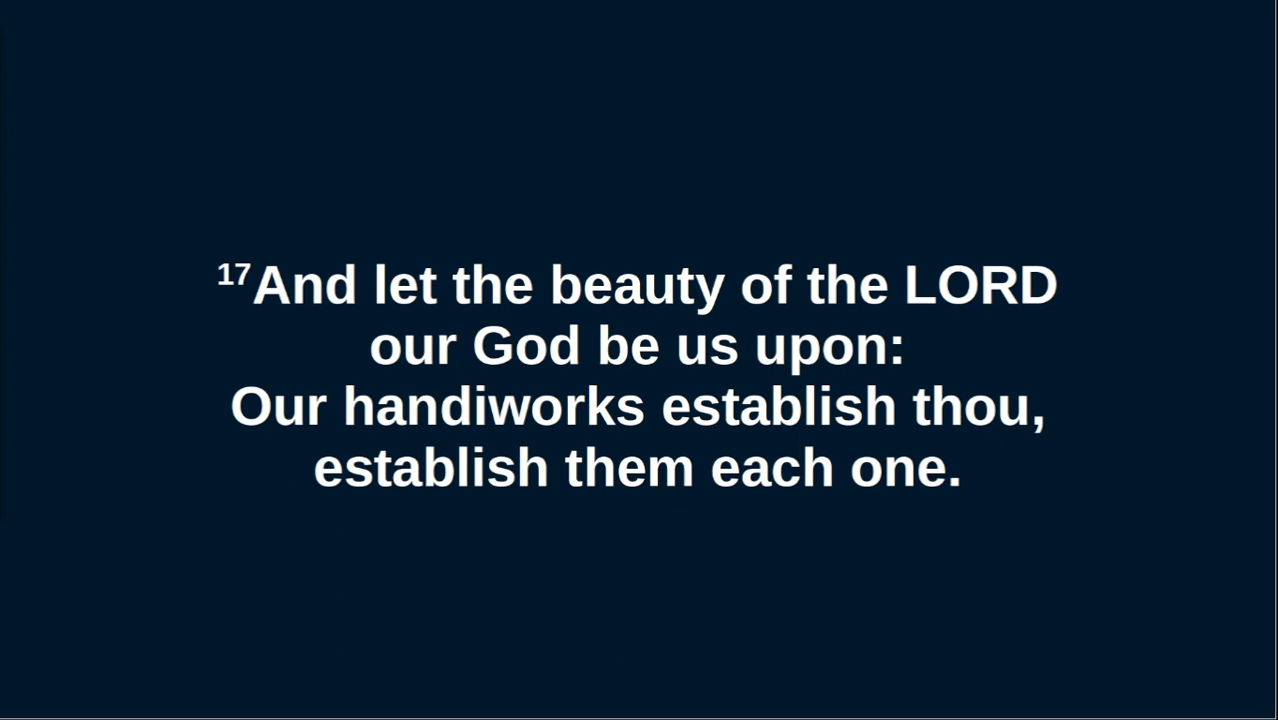 17And let the beauty of the LORD
our God be us upon:
Our handiworks establish thou,
establish them each one.